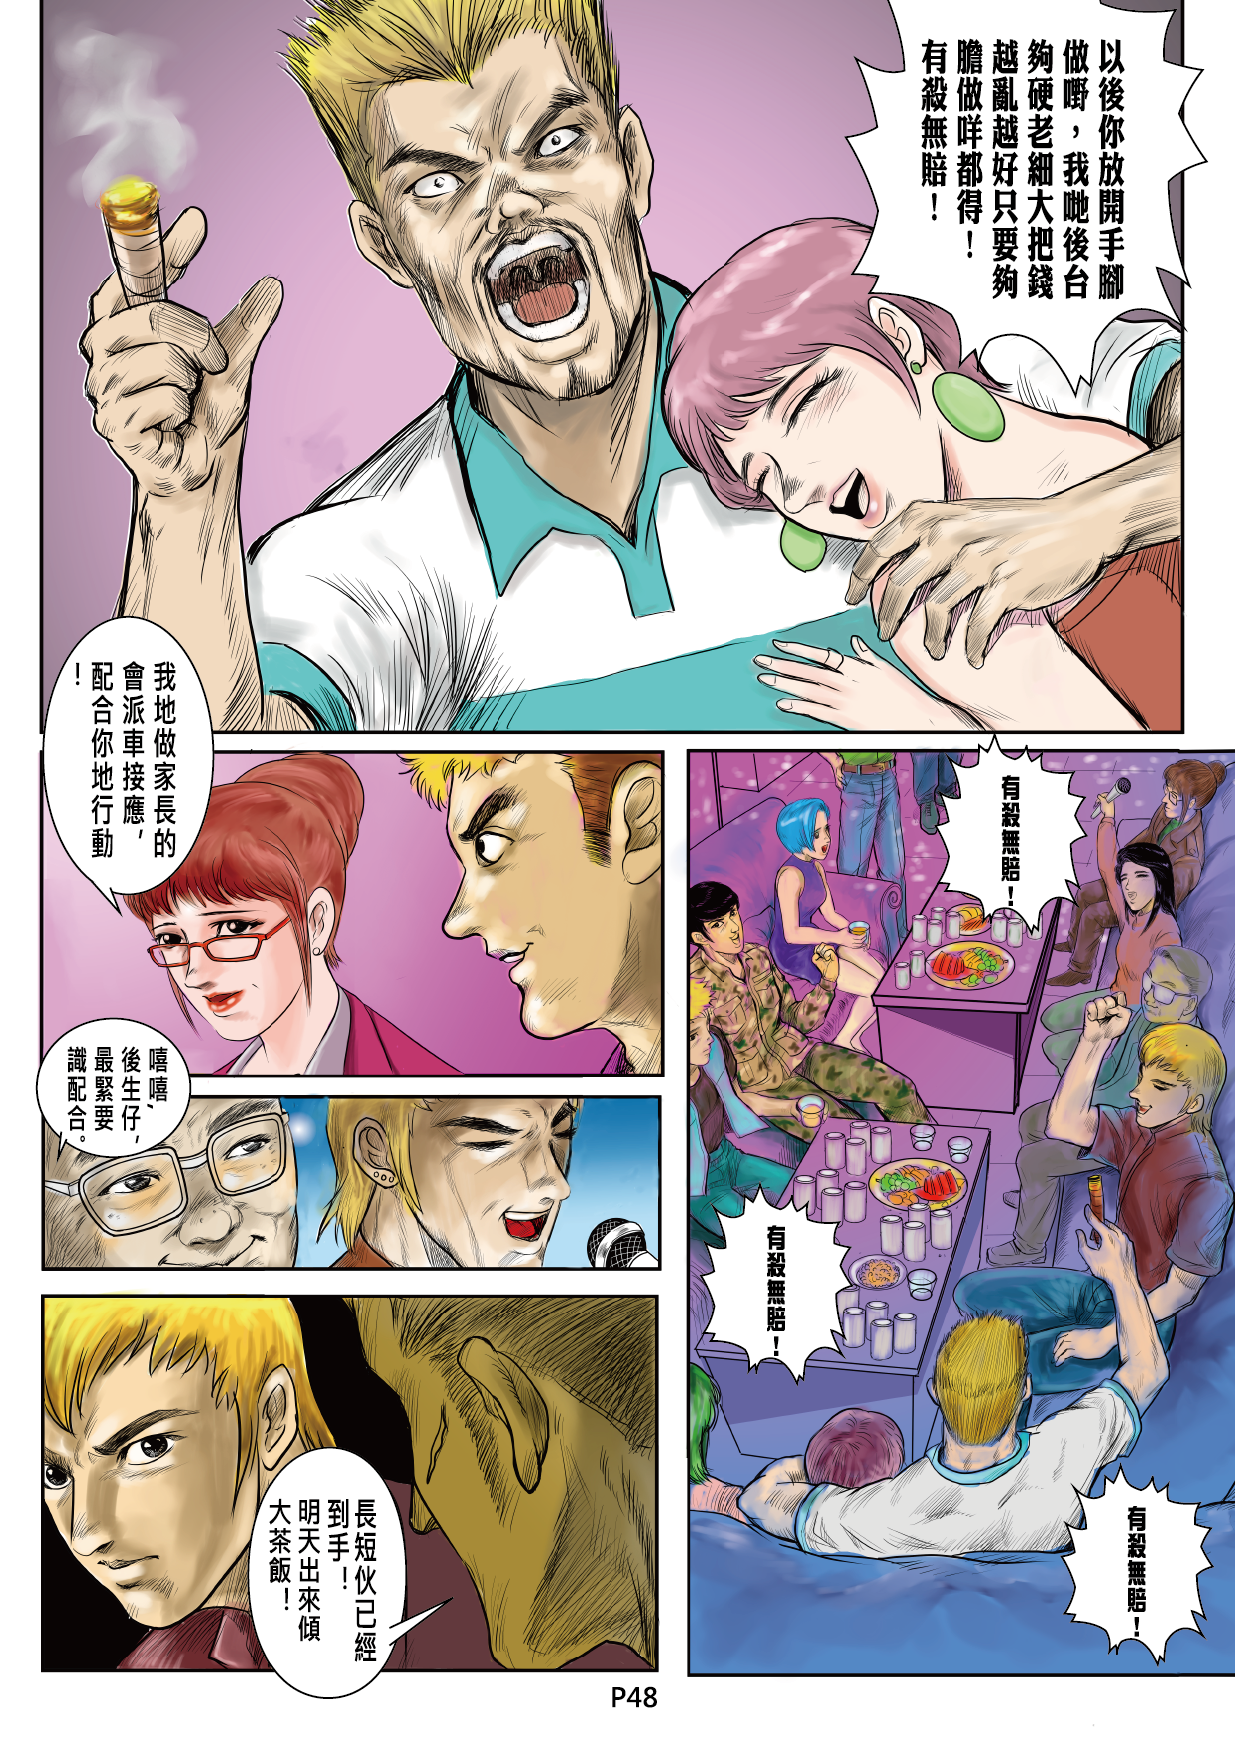 以後你放開手腳
做嘢，我哋後台
夠硬老細大把錢
越亂越好只要夠
膽做咩都得！
有殺無賠！
我地做家長的
會派車接應，
配合你地行動
！
有殺無賠！
有殺無賠！
有殺無賠！
嘻嘻，
後生仔，
最緊要
識配合。
長短伙已經
到手！
明天出來傾
大茶飯！
P48